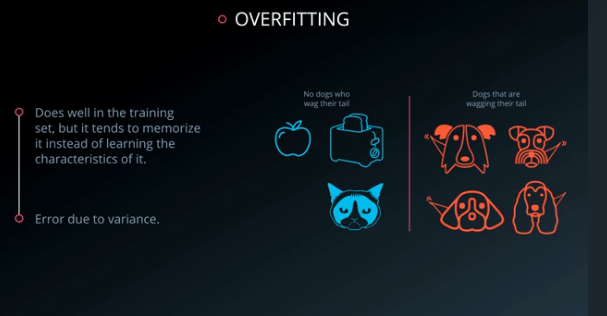 OVERFITTING
Does well in the training
set, but it tends to memorize
it instead of learning the
characteristics of it.
Error due to variance.
No dogs who
wag their tail
Dogs that are
wagging their tail